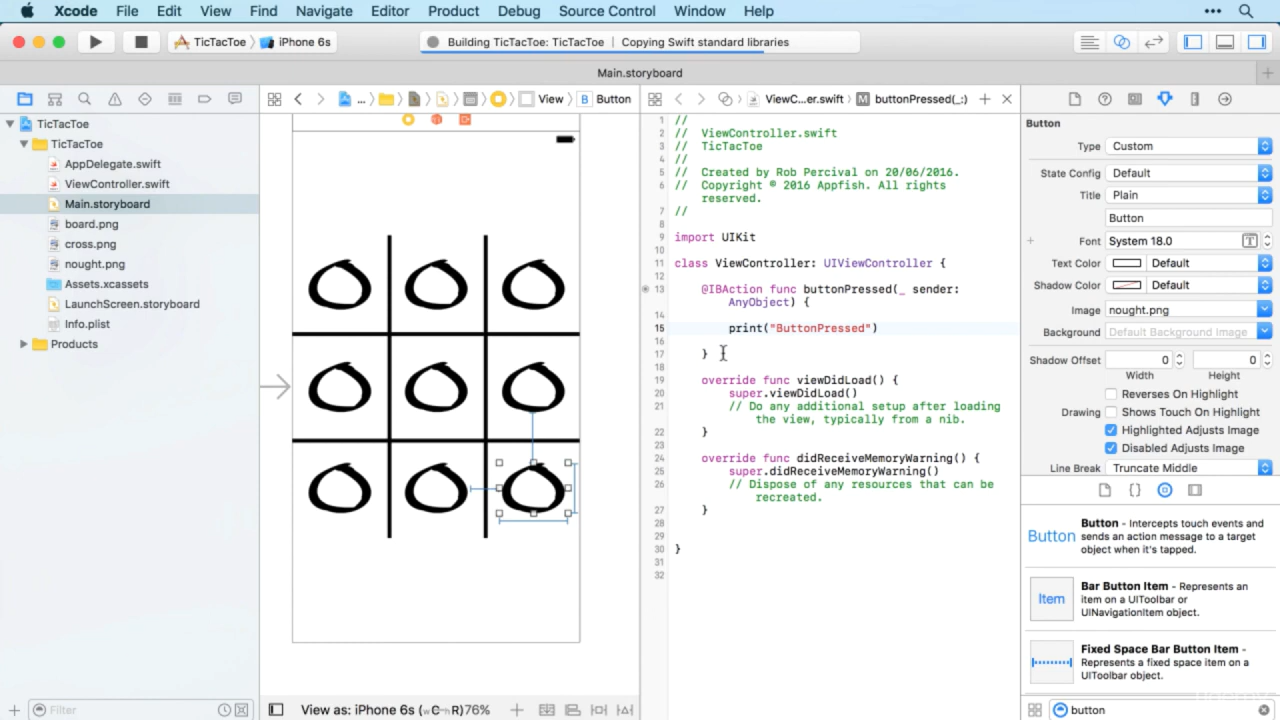 Xcode File Edit View Find Navigate Editor Product Debug Source Control Window Help
TicTacToe iPhone 6s
Building TicTacToe: TicTacToe | Copying Swift standard libraries
Main.storyboard
... View B Button
ViewC...er.swift M buttonPressed(_:)
TicTacToe
TicTacToe
AppDelegate.swift
ViewController.swift
Main.storyboard
board.png
cross.png
nought.png
Assets.xcassets
LaunchScreen.storyboard
Info.plist
Products
Filter
View as: iPhone 6s (wC hR) 76%
1 //
2 // ViewController.swift
3 // TicTacToe
4 //
5 // Created by Rob Percival on 20/06/2016.
6 // Copyright © 2016 Appfish. All rights
reserved.
7 //
8
9 import UIKit
10
11 class ViewController: UIViewController {
12
13 @IBAction func buttonPressed(_ sender:
AnyObject) {
14
15 print("ButtonPressed")
16
17 }
18
19 override func viewDidLoad() {
20 super.viewDidLoad()
21 // Do any additional setup after loading
the view, typically from a nib.
22 }
23
24 override func didReceiveMemoryWarning() {
25 super.didReceiveMemoryWarning()
26 // Dispose of any resources that can be
recreated.
27 }
28
29
30 }
31
32
Button
Type Custom
State Config Default
Title Plain
Button
Font System 18.0
Text Color Default
Shadow Color Default
Image nought.png
Background Default Background Image
Shadow Offset 0 0
Width Height
Reverses On Highlight
Drawing Shows Touch On Highlight
Highlighted Adjusts Image
Disabled Adjusts Image
Line Break Truncate Middle
Button
Button - Intercepts touch events and
sends an action message to a target
object when it's tapped.
Item
Bar Button Item - Represents an
item on a UIToolbar or
UINavigationItem object.
Fixed Space Bar Button Item -
Represents a fixed space item on a
UIToolbar object.
button